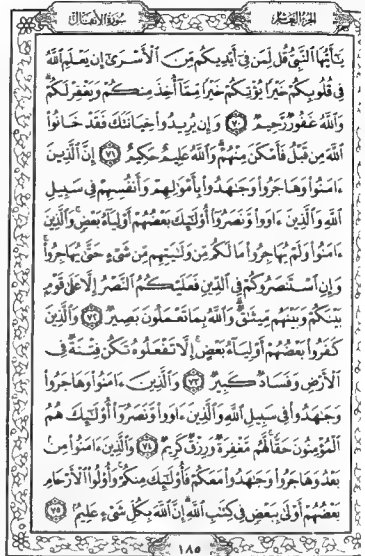 الجزء العاشر
سورة الأنفال
يَٰٓأَيُّهَا ٱلنَّبِيُّ قُل لِّمَن فِىٓ أَيْدِيكُم مِّنَ ٱلْأَسْرَىٰٓ إِن يَعْلَمِ ٱللَّهُ
فِى قُلُوبِكُمْ خَيْرًا يُؤْتِكُمْ خَيْرًا مِّمَّآ أُخِذَ مِنكُمْ وَيَغْفِرْ لَكُمْ ۗ
وَٱللَّهُ غَفُورٌ رَّحِيمٌ ٧٠ وَإِن يُرِيدُوا۟ خِيَانَتَكَ فَقَدْ خَانُوا۟
ٱللَّهَ مِن قَبْلُ فَأَمْكَنَ مِنْهُمْ ۗ وَٱللَّهُ عَلِيمٌ حَكِيمٌ ٧١ إِنَّ ٱلَّذِينَ
ءَامَنُوا۟ وَهَاجَرُوا۟ وَجَٰهَدُوا۟ بِأَمْوَٰلِهِمْ وَأَنفُسِهِمْ فِى سَبِيلِ
ٱللَّهِ وَٱلَّذِينَ ءَاوَوا۟ وَّنَصَرُوٓا۟ أُو۟لَٰٓئِكَ بَعْضُهُمْ أَوْلِيَآءُ بَعْضٍ ۚ وَٱلَّذِينَ
ءَامَنُوا۟ وَلَمْ يُهَاجِرُوا۟ مَا لَكُم مِّن وَلَٰيَتِهِم مِّن شَىْءٍ حَتَّىٰ يُهَاجِرُوا۟ ۚ
وَإِنِ ٱسْتَنصَرُوكُمْ فِى ٱلدِّينِ فَعَلَيْكُمُ ٱلنَّصْرُ إِلَّا عَلَىٰ قَوْمٍۭ
بَيْنَكُمْ وَبَيْنَهُم مِّيثَٰقٌ ۗ وَٱللَّهُ بِمَا تَعْمَلُونَ بَصِيرٌ ٧٢ وَٱلَّذِينَ
كَفَرُوا۟ بَعْضُهُمْ أَوْلِيَآءُ بَعْضٍ ۚ إِلَّا تَفْعَلُوهُ تَكُن فِتْنَةٌ فِى
ٱلْأَرْضِ وَفَسَادٌ كَبِيرٌ ٧٣ وَٱلَّذِينَ ءَامَنُوا۟ وَهَاجَرُوا۟
وَجَٰهَدُوا۟ فِى سَبِيلِ ٱللَّهِ وَٱلَّذِينَ ءَاوَوا۟ وَّنَصَرُوٓا۟ أُو۟لَٰٓئِكَ هُمُ
ٱلْمُؤْمِنُونَ حَقًّا ۚ لَّهُم مَّغْفِرَةٌ وَرِزْقٌ كَرِيمٌ ٧٤ وَٱلَّذِينَ ءَامَنُوا۟ مِنۢ
بَعْدُ وَهَاجَرُوا۟ وَجَٰهَدُوا۟ مَعَكُمْ فَأُو۟لَٰٓئِكَ مِنكُمْ ۚ وَأُو۟لُوا۟ ٱلْأَرْحَامِ
بَعْضُهُمْ أَوْلَىٰ بِبَعْضٍ فِى كِتَٰبِ ٱللَّهِ ۗ إِنَّ ٱللَّهَ بِكُلِّ شَىْءٍ عَلِيمٌۢ ٧٥
١٨٥